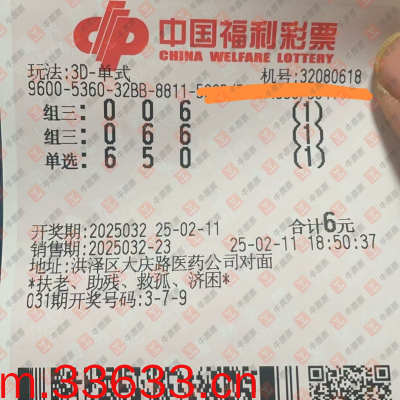 中国福利彩票
CHINA WELFARE LOTTERY
玩法:3D-单式 机号:32080618
9600-5360-32BB-8811-
组三: 0 0 6 (1)
组三: 0 6 6 (1)
单选: 6 5 0 (1)
开奖期:2025032 25-02-11 合计6元
销售期:2025032-23 25-02-11 18:50:37
地址:洪泽区大庆路医药公司对面
*扶老、助残、救孤、济困*
031期开奖号码:3-7-9
m.33633.cn